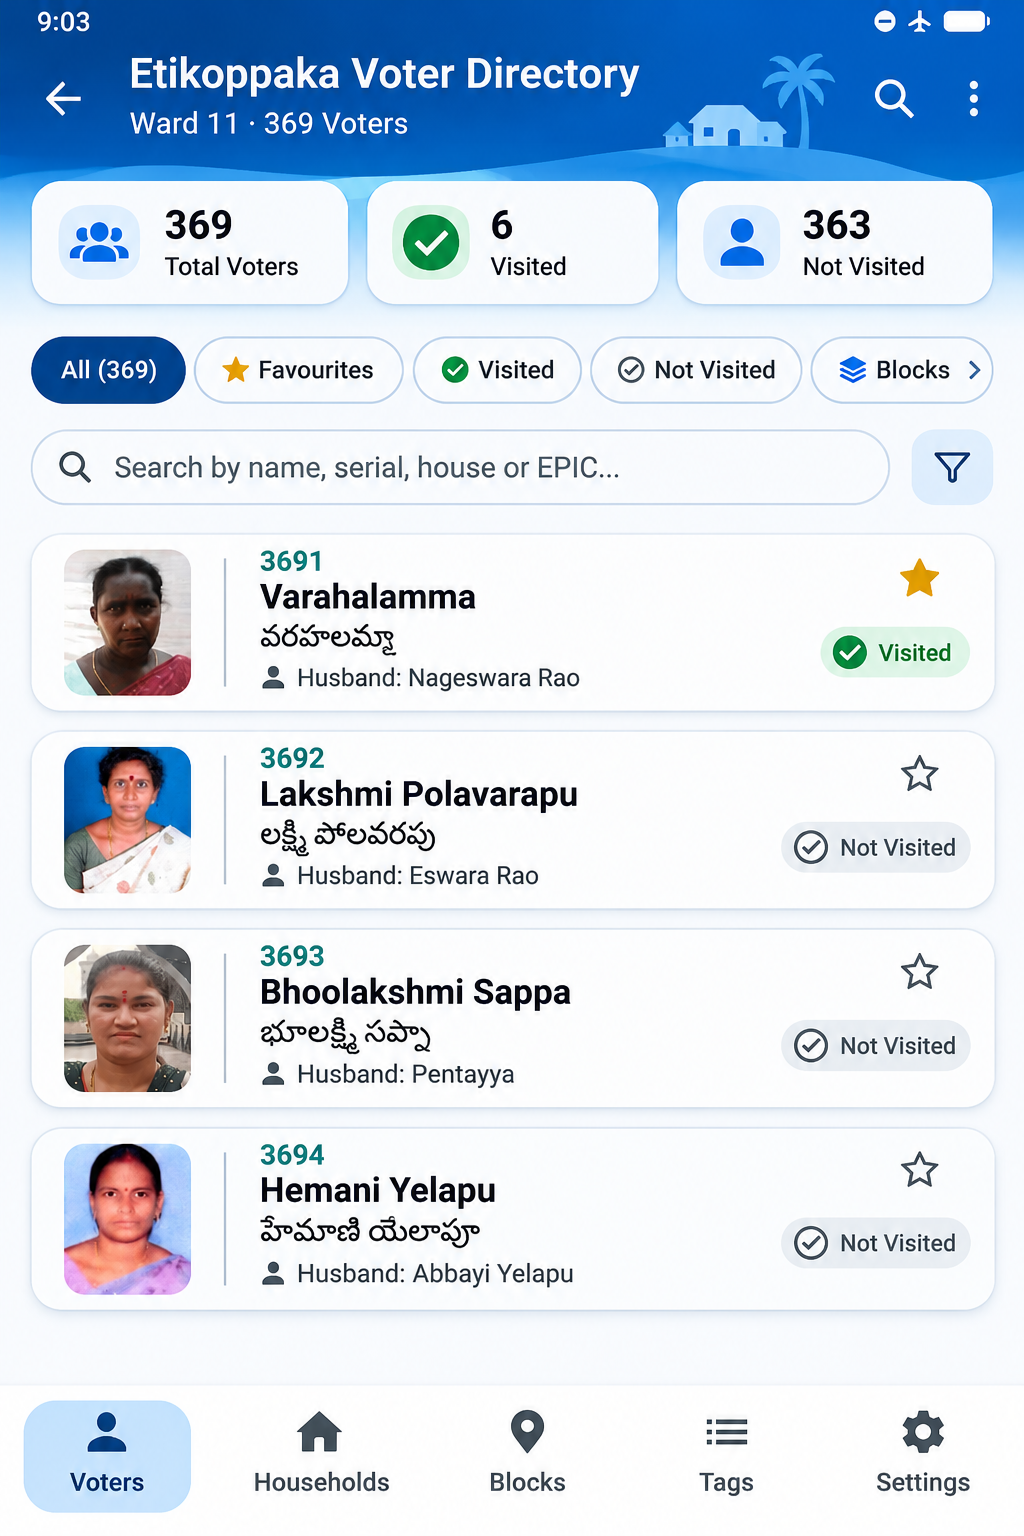 9:03
Etikoppaka Voter Directory
Ward 11 · 369 Voters
369
Total Voters
6
Visited
363
Not Visited
All (369)
Favourites
Visited
Not Visited
Blocks
Search by name, serial, house or EPIC...
3691
Varahalamma
వరహలమ్మా
Husband: Nageswara Rao
Visited
3692
Lakshmi Polavarapu
లక్ష్మి పోలవరపు
Husband: Eswara Rao
Not Visited
3693
Bhoolakshmi Sappa
భూలక్ష్మి సప్నా
Husband: Pentayya
Not Visited
3694
Hemani Yelapu
హేమాణి యేలాపూ
Husband: Abbayi Yelapu
Not Visited
Voters
Households
Blocks
Tags
Settings